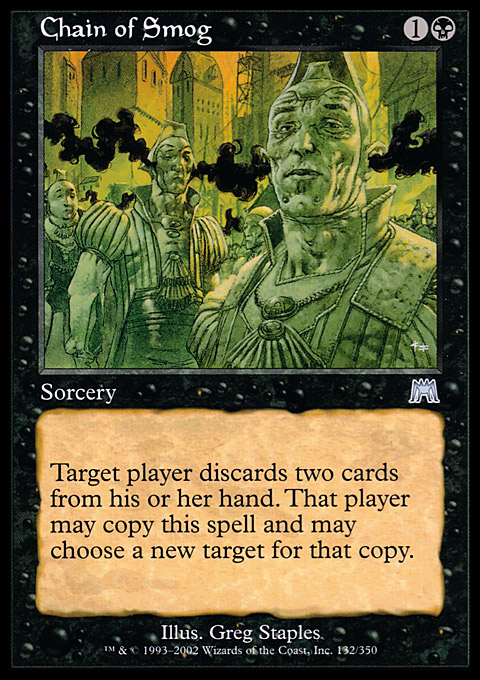 Chain of Smog 1
Sorcery
Target player discards two cards
from his or her hand. That player
may copy this spell and may
choose a new target for that copy.
Illus. Greg Staples
™ & © 1993–2002 Wizards of the Coast, Inc. 132/350